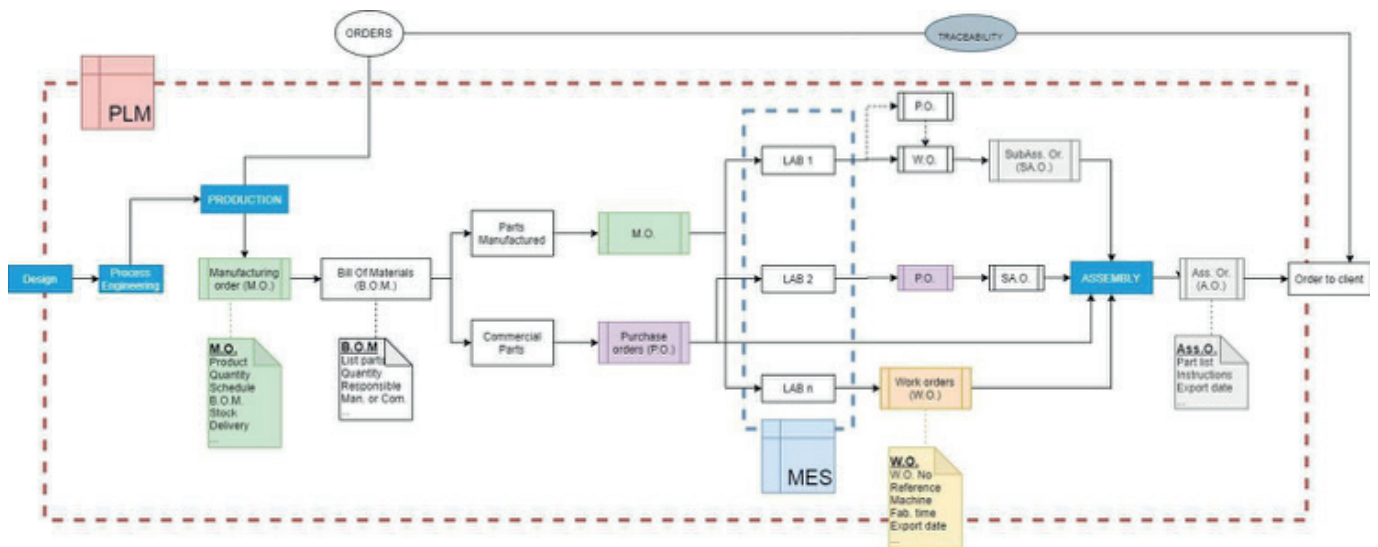 ORDERS
TRACEABILITY
PLM
PRODUCTION
Design
Process
Engineering
Manufacturing
order (M.O.)
Bill Of Materials
(B.O.M.)
Parts
Manufactured
M.O.
Commercial
Parts
Purchase
orders (P.O.)
LAB 1
P.O.
W.O.
SubAss. Or.
(SA.O.)
LAB 2
P.O.
SA.O.
ASSEMBLY
Ass. Or.
(A.O.)
Order to client
LAB n
Work orders
(W.O.)
MES
M.O.
Product
Quantity
Schedule
B.O.M.
Stock
Delivery
...
B.O.M
List parts
Quantity
Responsible
Man. or Com.
...
Ass.O.
Part list
Instructions
Export date
...
W.O.
W.O. No
Reference
Machine
Fab. time
Export date
...